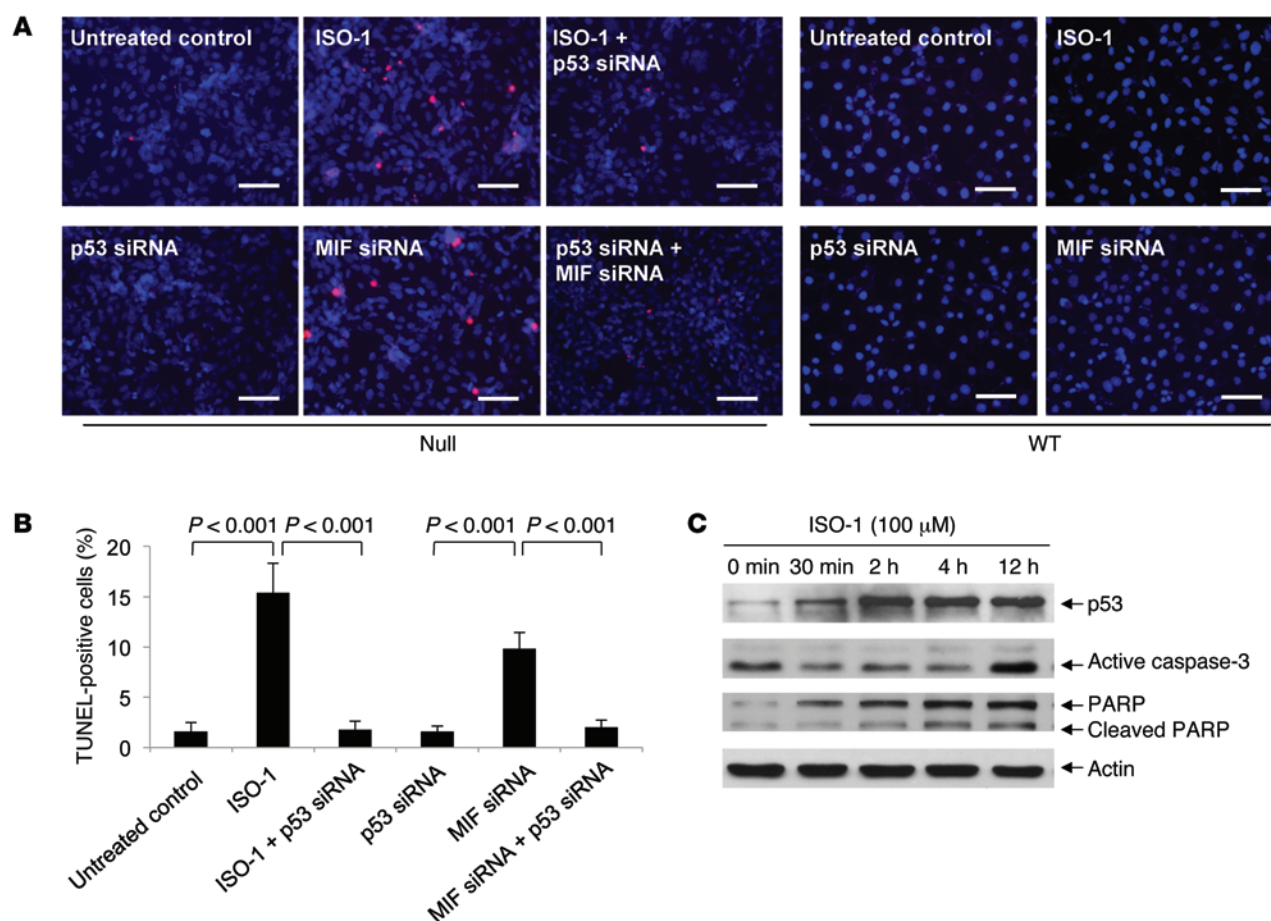 A
Untreated control
ISO-1
ISO-1 +
p53 siRNA
Untreated control
ISO-1
p53 siRNA
MIF siRNA
p53 siRNA +
MIF siRNA
p53 siRNA
MIF siRNA
Null
WT
B
P < 0.001
P < 0.001
P < 0.001
P < 0.001
TUNEL-positive cells (%)
20
15
10
5
0
Untreated control
ISO-1
ISO-1 + p53 siRNA
p53 siRNA
MIF siRNA
MIF siRNA + p53 siRNA
C
ISO-1 (100 µM)
0 min 30 min 2 h 4 h 12 h
p53
Active caspase-3
PARP
Cleaved PARP
Actin